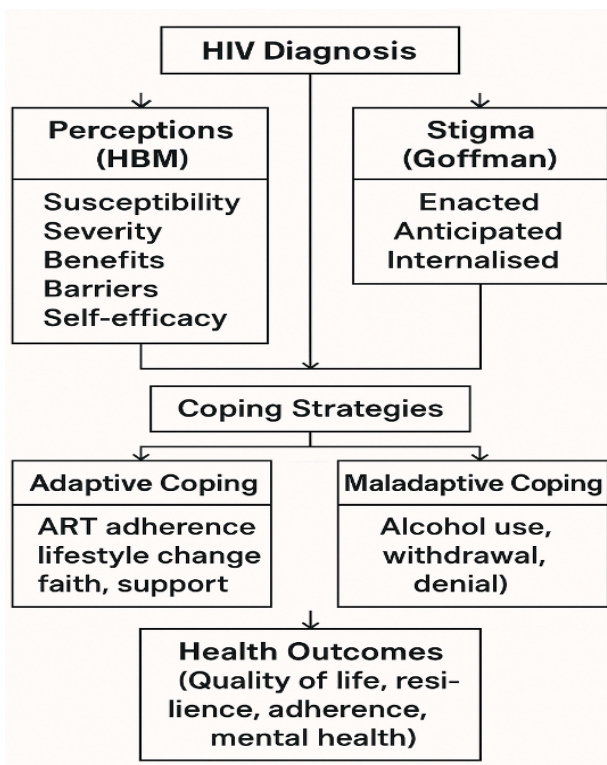 HIV Diagnosis
Perceptions
(HBM)
Susceptibility
Severity
Benefits
Barriers
Self-efficacy
Stigma
(Goffman)
Enacted
Anticipated
Internalised
Coping Strategies
Adaptive Coping
ART adherence
lifestyle change
faith, support
Maladaptive Coping
Alcohol use,
withdrawal,
denial)
Health Outcomes
(Quality of life, resi-
lience, adherence,
mental health)